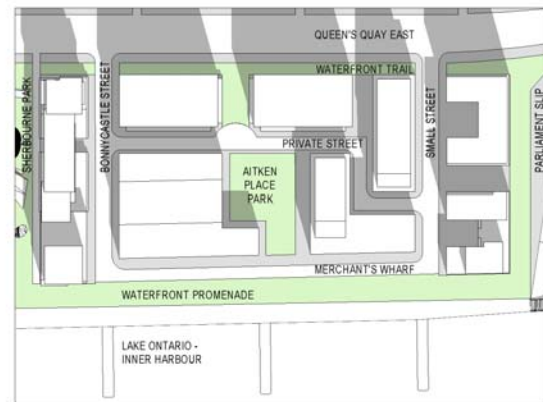 QUEEN'S QUAY EAST
WATERFRONT TRAIL
SHERBOURNE PARK
BONNYCASTLE STREET
PRIVATE STREET
SMALL STREET
PARLIAMENT SLIP
AITKEN
PLACE
PARK
MERCHANT'S WHARF
WATERFRONT PROMENADE
LAKE ONTARIO -
INNER HARBOUR